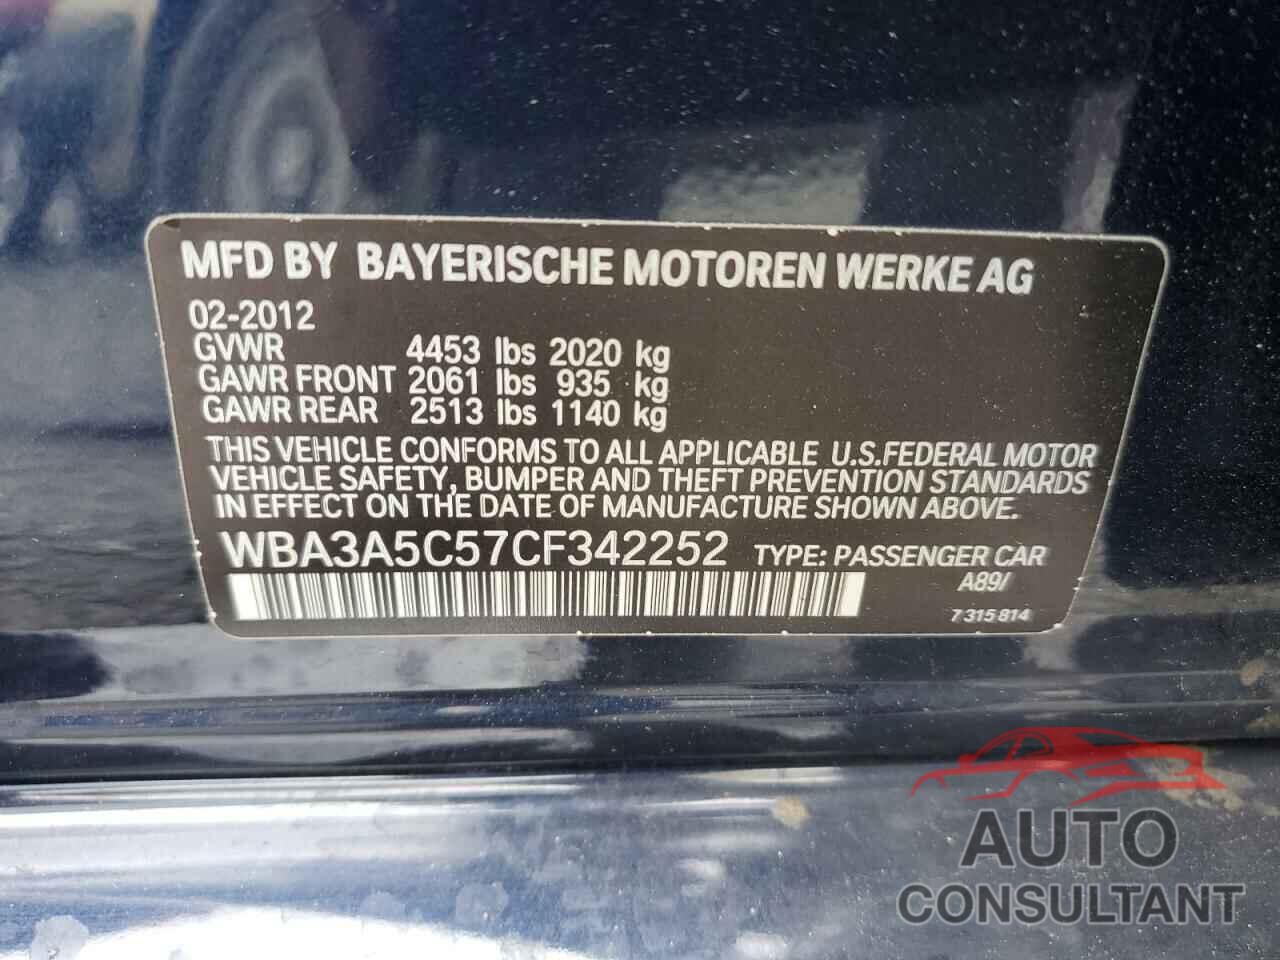 MFD BY BAYERISCHE MOTOREN WERKE AG
02-2012
GVWR 4453 lbs 2020 kg
GAWR FRONT 2061 lbs 935 kg
GAWR REAR 2513 lbs 1140 kg
THIS VEHICLE CONFORMS TO ALL APPLICABLE U.S.FEDERAL MOTOR
VEHICLE SAFETY, BUMPER AND THEFT PREVENTION STANDARDS
IN EFFECT ON THE DATE OF MANUFACTURE SHOWN ABOVE.
WBA3A5C57CF342252 TYPE: PASSENGER CAR
A89/
7 315 814
AUTO
CONSULTANT